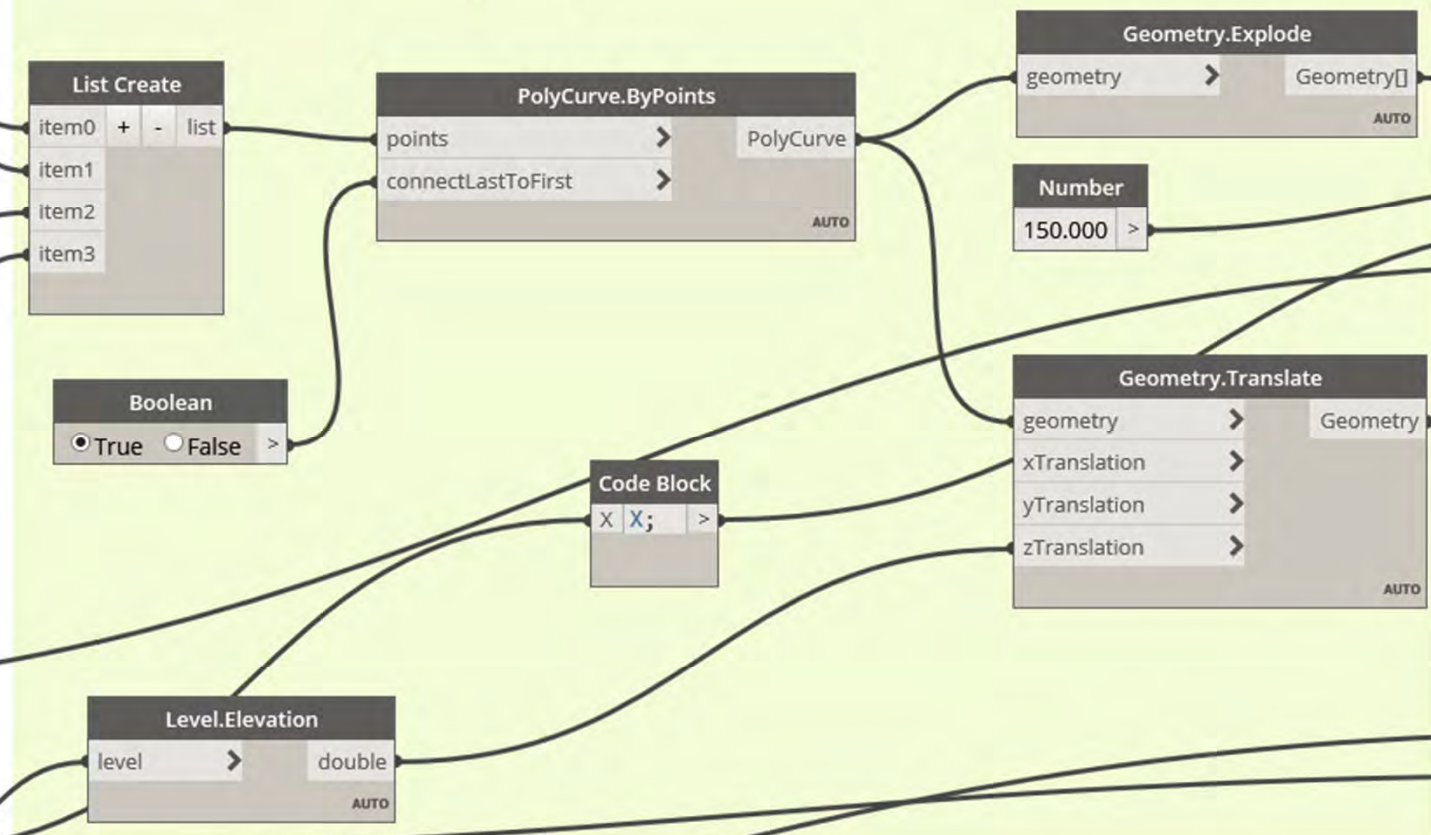 List Create
item0 + - list
item1
item2
item3
Boolean
True False >
PolyCurve.ByPoints
points > PolyCurve
connectLastToFirst >
AUTO
Code Block
X X; >
Level.Elevation
level > double
AUTO
Geometry.Explode
geometry > Geometry[]
AUTO
Number
150.000 >
Geometry.Translate
geometry > Geometry
xTranslation >
yTranslation >
zTranslation >
AUTO